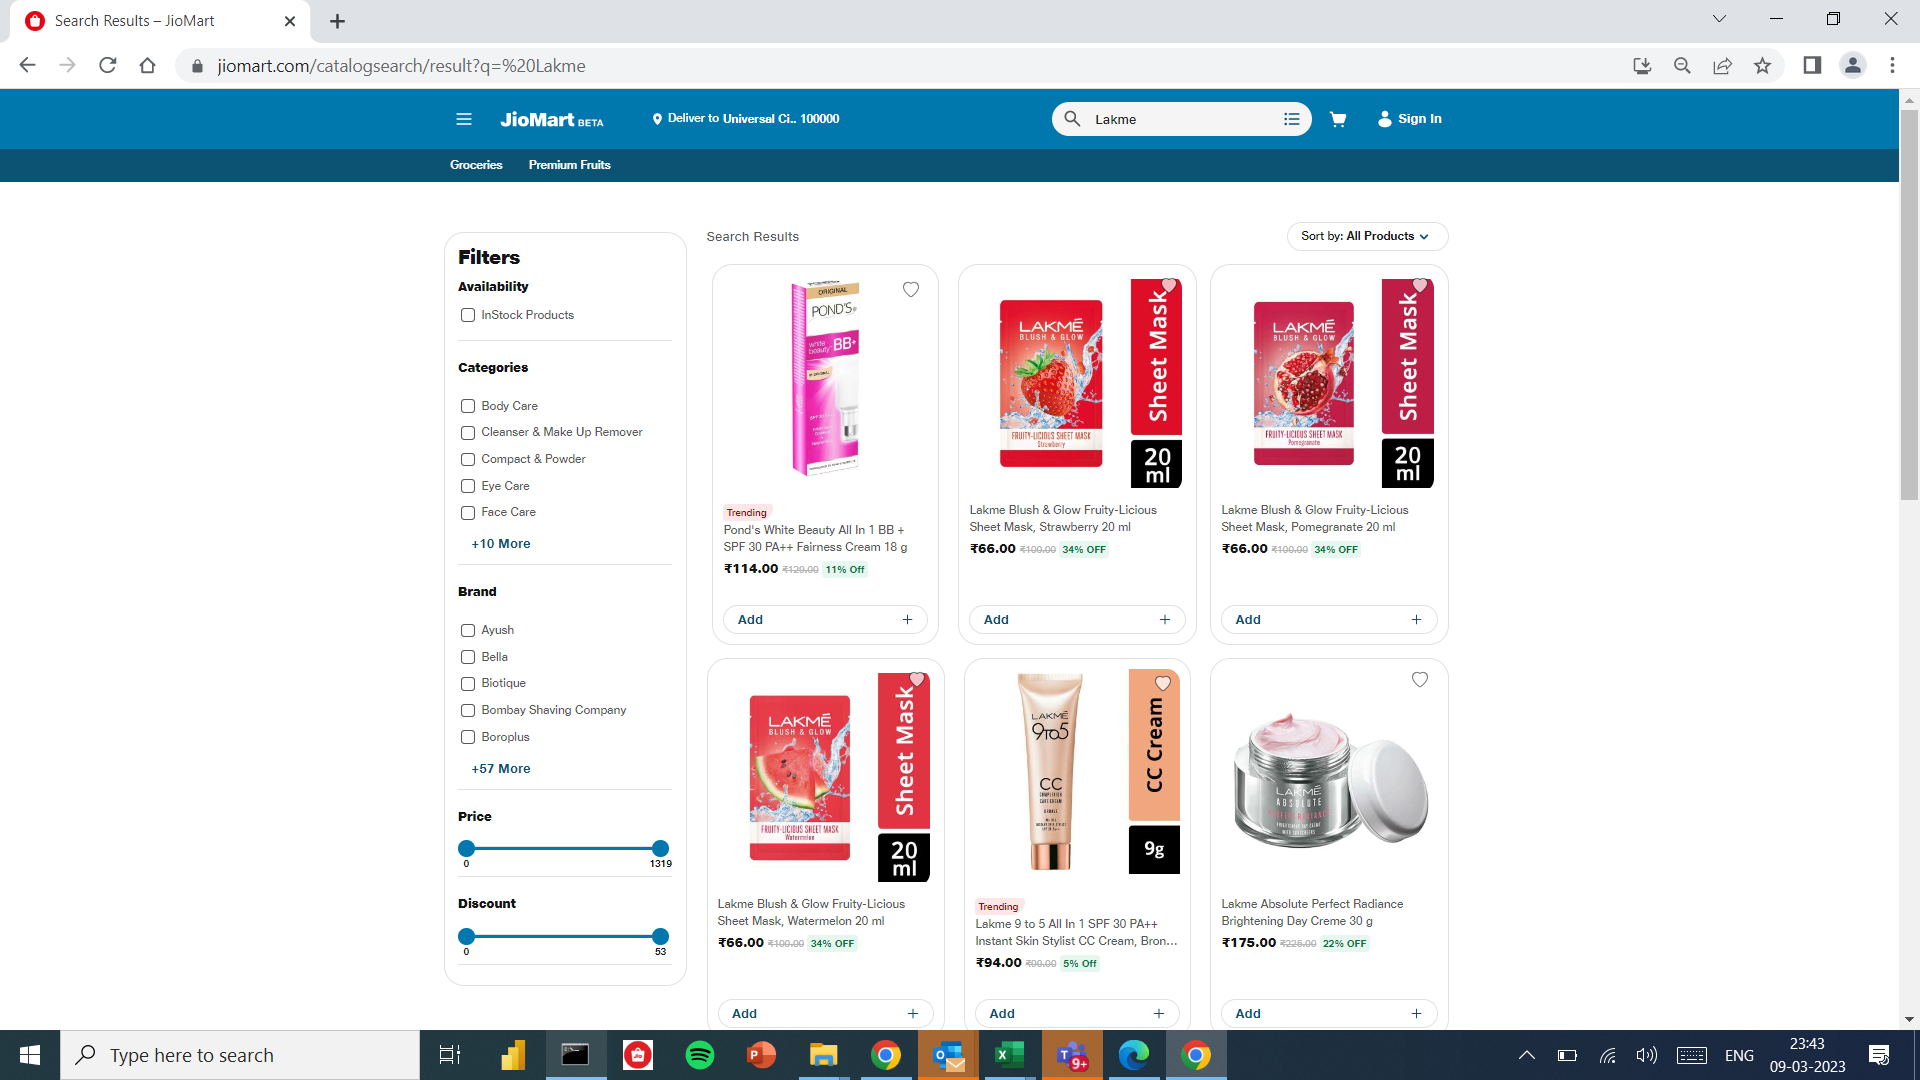 Search Results – JioMart
jiomart.com/catalogsearch/result?q=%20Lakme
JioMart BETA
Deliver to Universal Ci.. 100000
Lakme
Sign In
Groceries
Premium Fruits
Filters
Availability
InStock Products
Categories
Body Care
Cleanser & Make Up Remover
Compact & Powder
Eye Care
Face Care
+10 More
Brand
Ayush
Bella
Biotique
Bombay Shaving Company
Boroplus
+57 More
Price
0
1319
Discount
0
53
Search Results
Sort by: All Products
ORIGINAL
POND'S
white beauty BB+
Trending
Pond's White Beauty All In 1 BB +
SPF 30 PA++ Fairness Cream 18 g
₹114.00 ₹129.00 11% Off
Add +
LAKMÉ
BLUSH & GLOW
FRUITY-LICIOUS SHEET MASK
Strawberry
Sheet Mask
20
ml
Lakme Blush & Glow Fruity-Licious
Sheet Mask, Strawberry 20 ml
₹66.00 ₹100.00 34% OFF
Add +
LAKMÉ
BLUSH & GLOW
FRUITY-LICIOUS SHEET MASK
Pomegranate
Sheet Mask
20
ml
Lakme Blush & Glow Fruity-Licious
Sheet Mask, Pomegranate 20 ml
₹66.00 ₹100.00 34% OFF
Add +
LAKMÉ
BLUSH & GLOW
FRUITY-LICIOUS SHEET MASK
Watermelon
Sheet Mask
20
ml
Lakme Blush & Glow Fruity-Licious
Sheet Mask, Watermelon 20 ml
₹66.00 ₹100.00 34% OFF
Add +
LAKMÉ
9to5
CC
COMPLEXION
CARE CREAM
CC Cream
9g
Trending
Lakme 9 to 5 All In 1 SPF 30 PA++
Instant Skin Stylist CC Cream, Bron...
₹94.00 ₹99.00 5% Off
Add +
LAKMÉ
ABSOLUTE
Lakme Absolute Perfect Radiance
Brightening Day Creme 30 g
₹175.00 ₹225.00 22% OFF
Add +
Type here to search
9+
ENG
23:43
09-03-2023